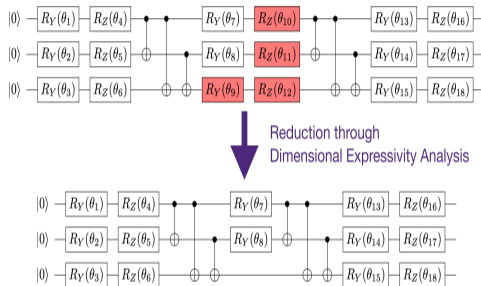 |0⟩ R_Y(θ_1) R_Z(θ_4) R_Y(θ_7) R_Z(θ_10) R_Y(θ_13) R_Z(θ_16)
|0⟩ R_Y(θ_2) R_Z(θ_5) R_Y(θ_8) R_Z(θ_11) R_Y(θ_14) R_Z(θ_17)
|0⟩ R_Y(θ_3) R_Z(θ_6) R_Y(θ_9) R_Z(θ_12) R_Y(θ_15) R_Z(θ_18)
Reduction through
Dimensional Expressivity Analysis
|0⟩ R_Y(θ_1) R_Z(θ_4) R_Y(θ_7) R_Y(θ_13) R_Z(θ_16)
|0⟩ R_Y(θ_2) R_Z(θ_5) R_Y(θ_8) R_Y(θ_14) R_Z(θ_17)
|0⟩ R_Y(θ_3) R_Z(θ_6) R_Y(θ_15) R_Z(θ_18)